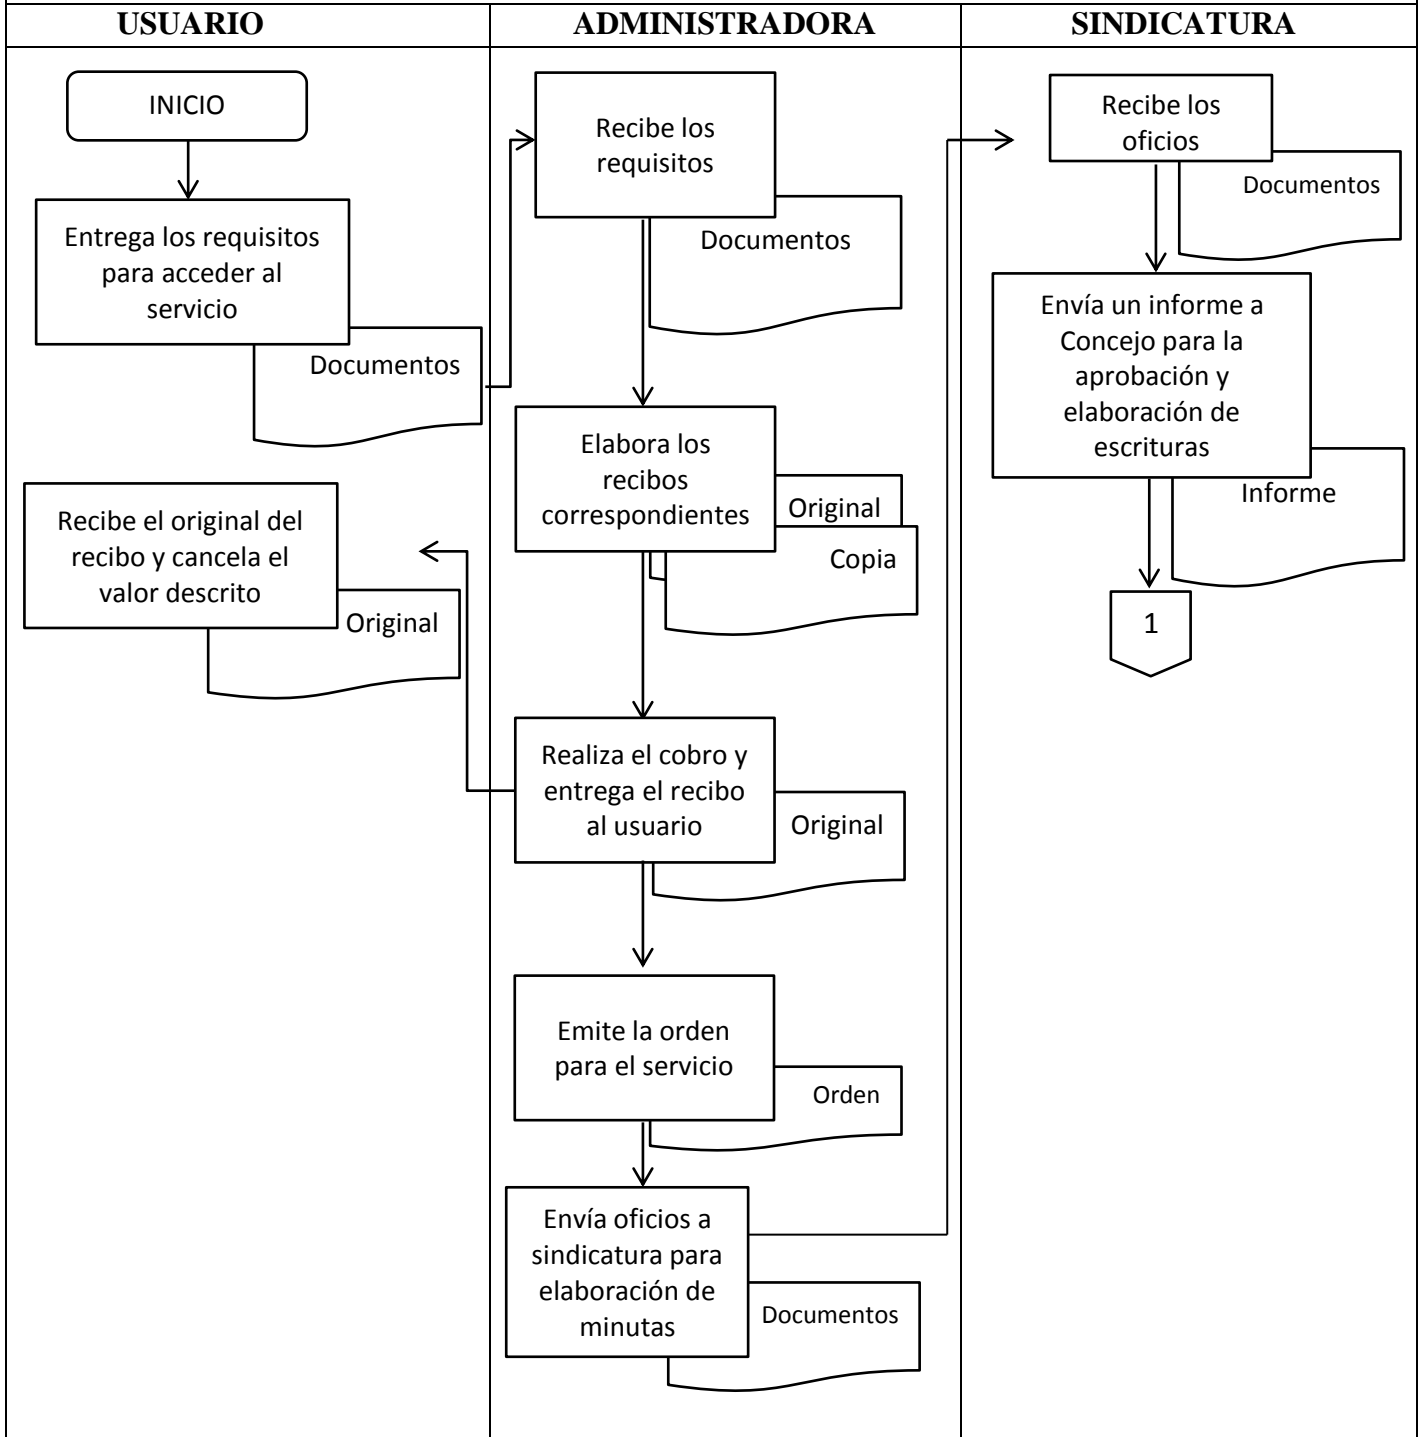 USUARIO
ADMINISTRADORA
SINDICATURA
INICIO
Entrega los requisitos
para acceder al
servicio
Documentos
Recibe el original del
recibo y cancela el
valor descrito
Original
Recibe los
requisitos
Documentos
Elabora los
recibos
correspondientes
Original
Copia
Realiza el cobro y
entrega el recibo
al usuario
Original
Emite la orden
para el servicio
Orden
Envía oficios a
sindicatura para
elaboración de
minutas
Documentos
Recibe los
oficios
Documentos
Envía un informe a
Concejo para la
aprobación y
elaboración de
escrituras
Informe
1